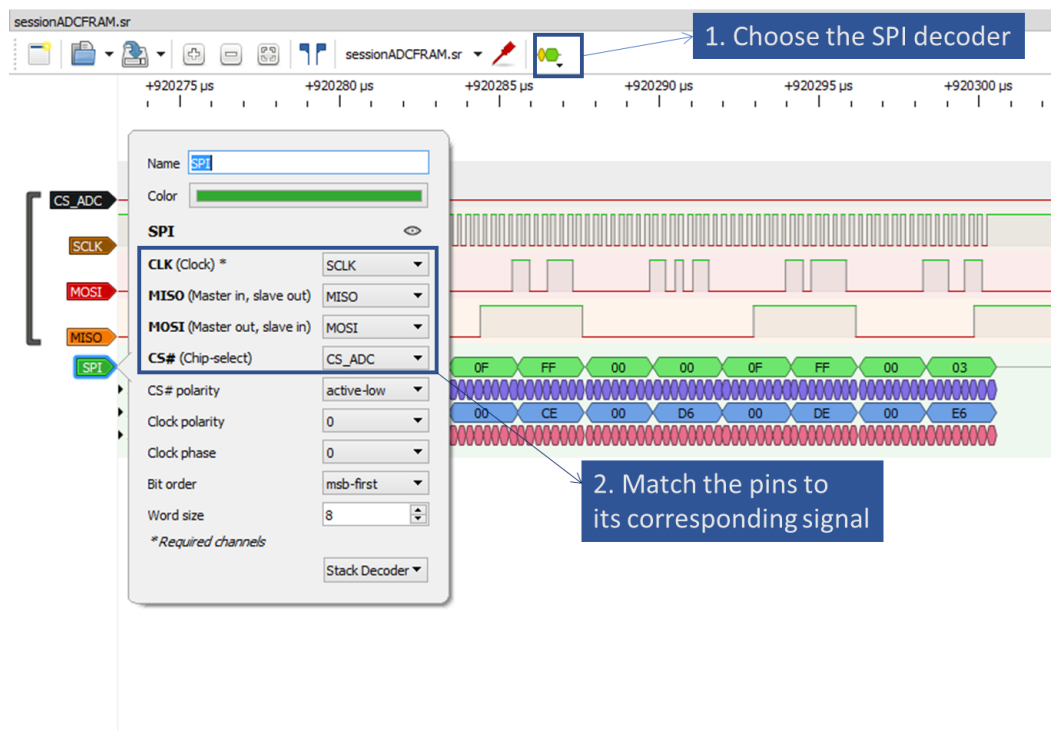 sessionADCFRAM.sr
1. Choose the SPI decoder
sessionADCFRAM.sr
+920275 µs +920280 µs +920285 µs +920290 µs +920295 µs +920300 µs
Name SPI
Color
CS_ADC
SPI
SCLK
CLK (Clock) * SCLK
MOSI
MISO (Master in, slave out) MISO
MOSI (Master out, slave in) MOSI
MISO
CS# (Chip-select) CS_ADC
SPI
0F FF 00 00 0F FF 00 03
CS# polarity active-low
00 CE 00 D6 00 DE 00 E6
Clock polarity 0
Clock phase 0
Bit order msb-first
Word size 8
* Required channels
Stack Decoder
2. Match the pins to
its corresponding signal